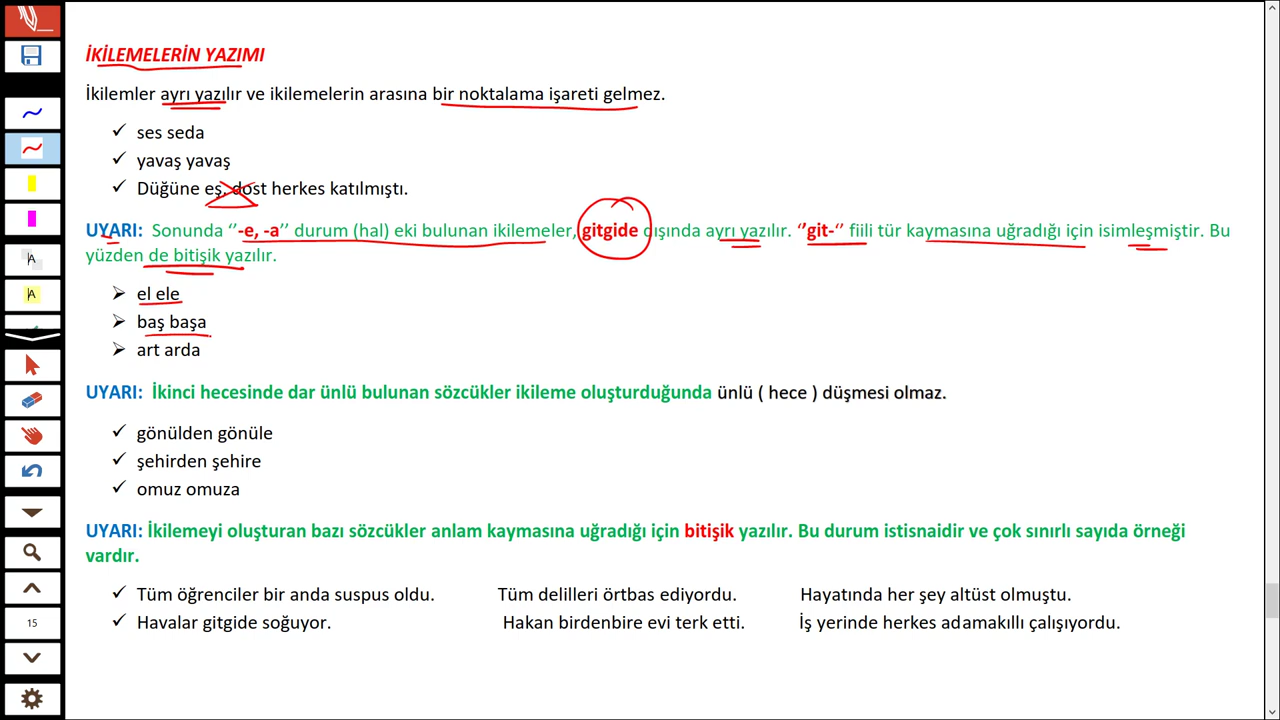 İKİLEMELERİN YAZIMI
İkilemler ayrı yazılır ve ikilemelerin arasına bir noktalama işareti gelmez.
✓ ses seda
✓ yavaş yavaş
✓ Düğüne eş, dost herkes katılmıştı.
UYARI: Sonunda ‘’-e, -a’’ durum (hal) eki bulunan ikilemeler, gitgide dışında ayrı yazılır. ‘’git-‘’ fiili tür kaymasına uğradığı için isimleşmiştir. Bu
yüzden de bitişik yazılır.
➢ el ele
➢ baş başa
➢ art arda
UYARI: İkinci hecesinde dar ünlü bulunan sözcükler ikileme oluşturduğunda ünlü ( hece ) düşmesi olmaz.
✓ gönülden gönüle
✓ şehirden şehire
✓ omuz omuza
UYARI: İkilemeyi oluşturan bazı sözcükler anlam kaymasına uğradığı için bitişik yazılır. Bu durum istisnaidir ve çok sınırlı sayıda örneği
vardır.
✓ Tüm öğrenciler bir anda suspus oldu. Tüm delilleri örtbas ediyordu. Hayatında her şey altüst olmuştu.
✓ Havalar gitgide soğuyor. Hakan birdenbire evi terk etti. İş yerinde herkes adamakıllı çalışıyordu.
A
A
15